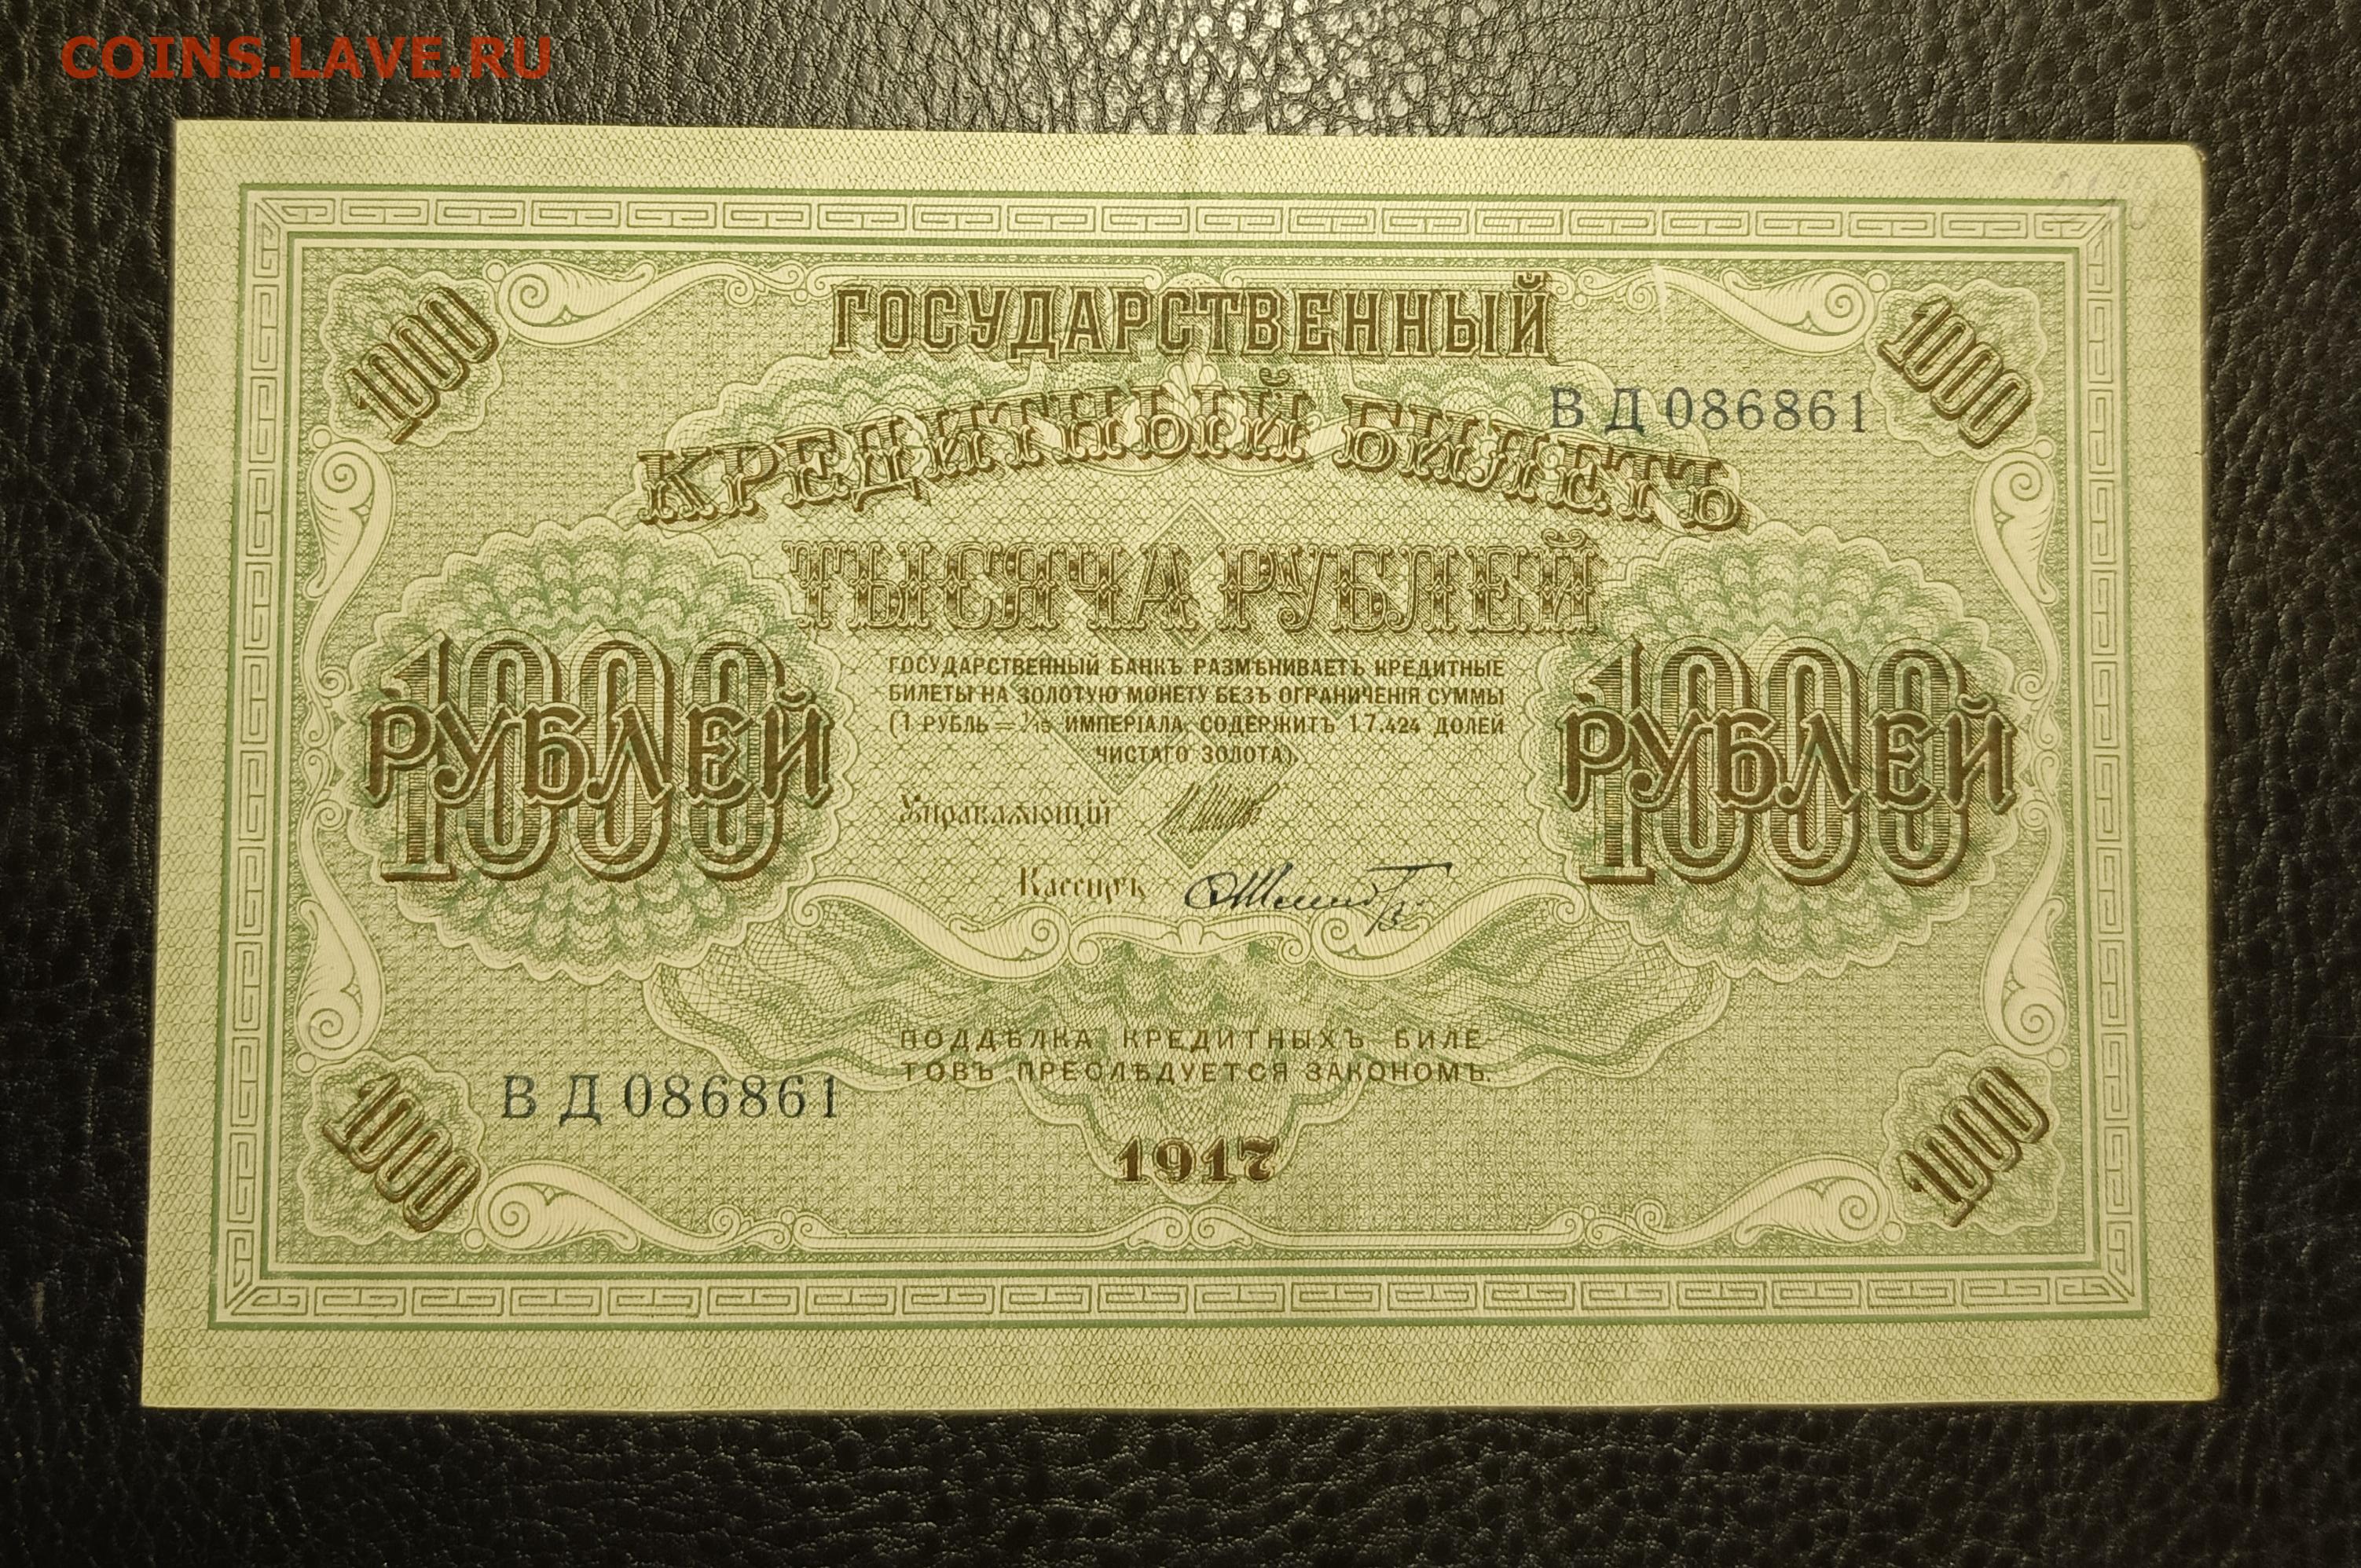 COINS.LAVE.RU
1000
ГОСУДАРСТВЕННЫЙ
1000
ВД 086861
КРЕДИТНЫЙ БИЛЕТЪ
ТЫСЯЧА РУБЛЕЙ
1000
РУБЛЕЙ
ГОСУДАРСТВЕННЫЙ БАНКЪ РАЗМѢНИВАЕТЪ КРЕДИТНЫЕ
БИЛЕТЫ НА ЗОЛОТУЮ МОНЕТУ БЕЗЪ ОГРАНИЧЕНІЯ СУММЫ
(1 РУБЛЬ = 1/15 ИМПЕРІАЛА, СОДЕРЖИТЪ 17.424 ДОЛЕЙ
ЧИСТАГО ЗОЛОТА).
1000
РУБЛЕЙ
Управляющій
Кассиръ
ПОДДѢЛКА КРЕДИТНЫХЪ БИЛЕ-
ТОВЪ ПРЕСЛѢДУЕТСЯ ЗАКОНОМЪ.
ВД 086861
1000
1917
1000